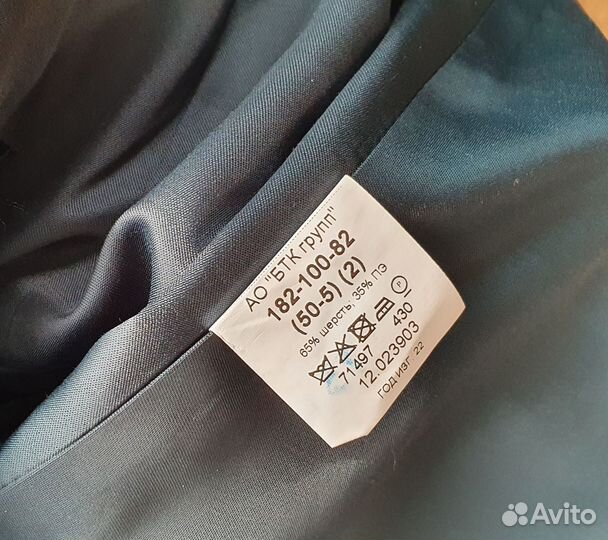 АО "БТК групп"
182-100-82
(50-5) (2)
65% шерсть, 35% ПЭ
P
71497 430
12.023903
ГОД ИЗГ. 22
Avito